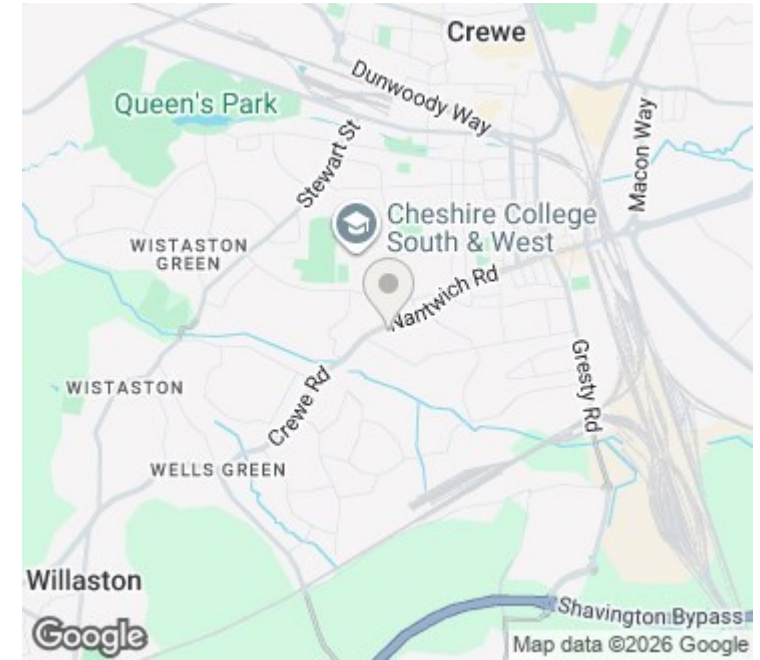 Crewe
Dunwoody Way
Queen's Park
Macon Way
Stewart St
Cheshire College
South & West
WISTASTON
GREEN
Nantwich Rd
Gresty Rd
WISTASTON
Crewe Rd
WELLS GREEN
Willaston
Shavington Bypass
Google
Map data ©2026 Google